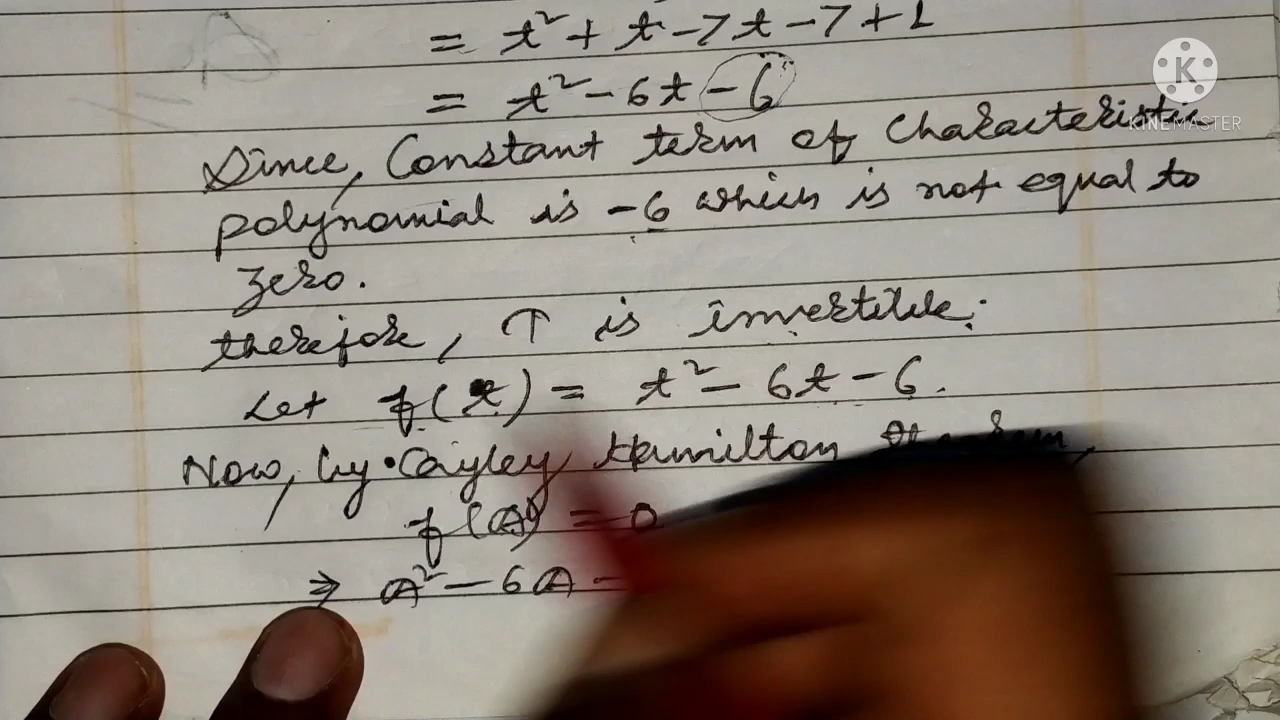 = t² + t - 7t - 7 + 1
= t² - 6t - 6
K
KINEMASTER
Since, Constant term of Characteristic
polynomial is -6 which is not equal to
zero.
therefore, T is invertible.
Let f(t) = t² - 6t - 6.
Now, by Cayley Hamilton
f(A) = 0
⇒ A² - 6A -